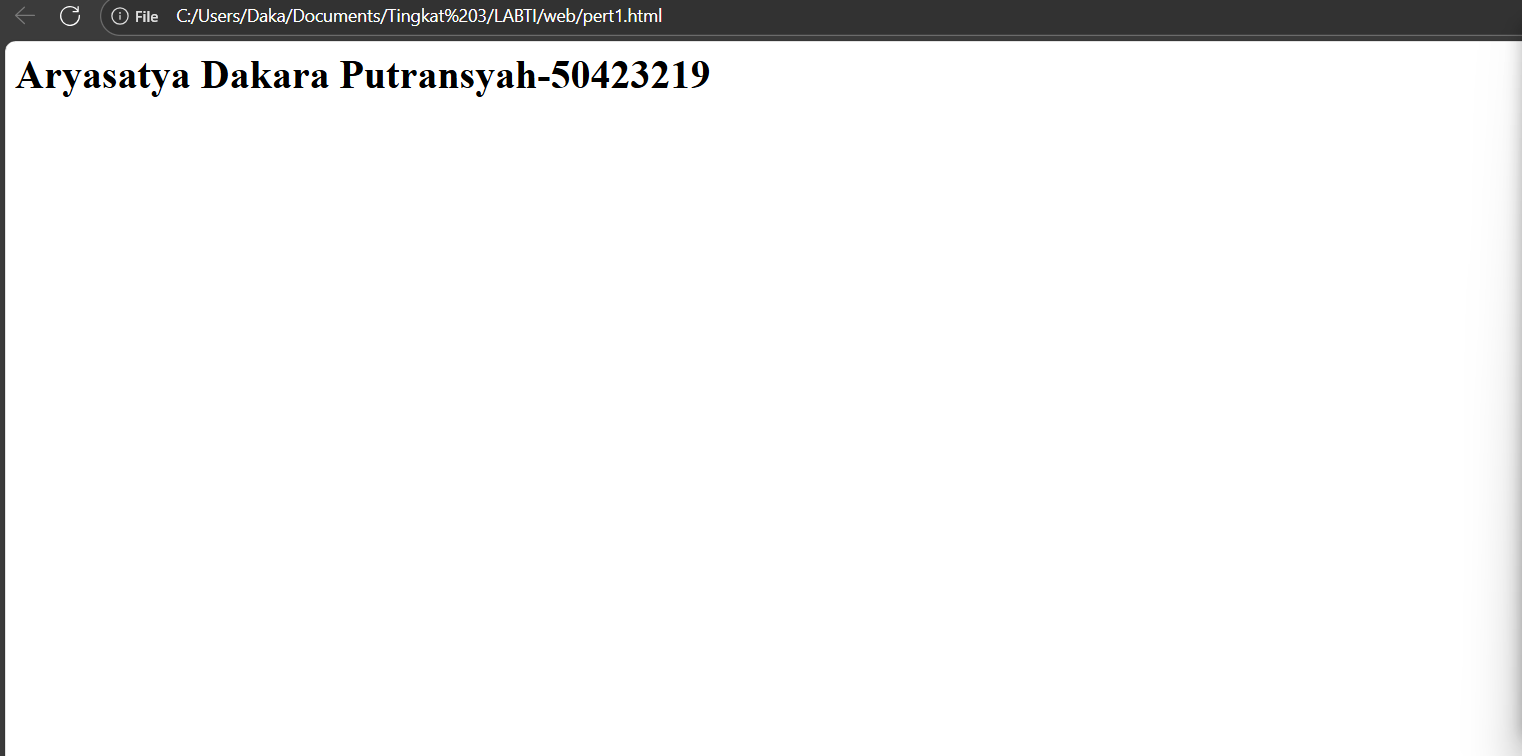 File C:/Users/Daka/Documents/Tingkat%203/LABTI/web/pert1.html
Aryasatya Dakara Putransyah-50423219